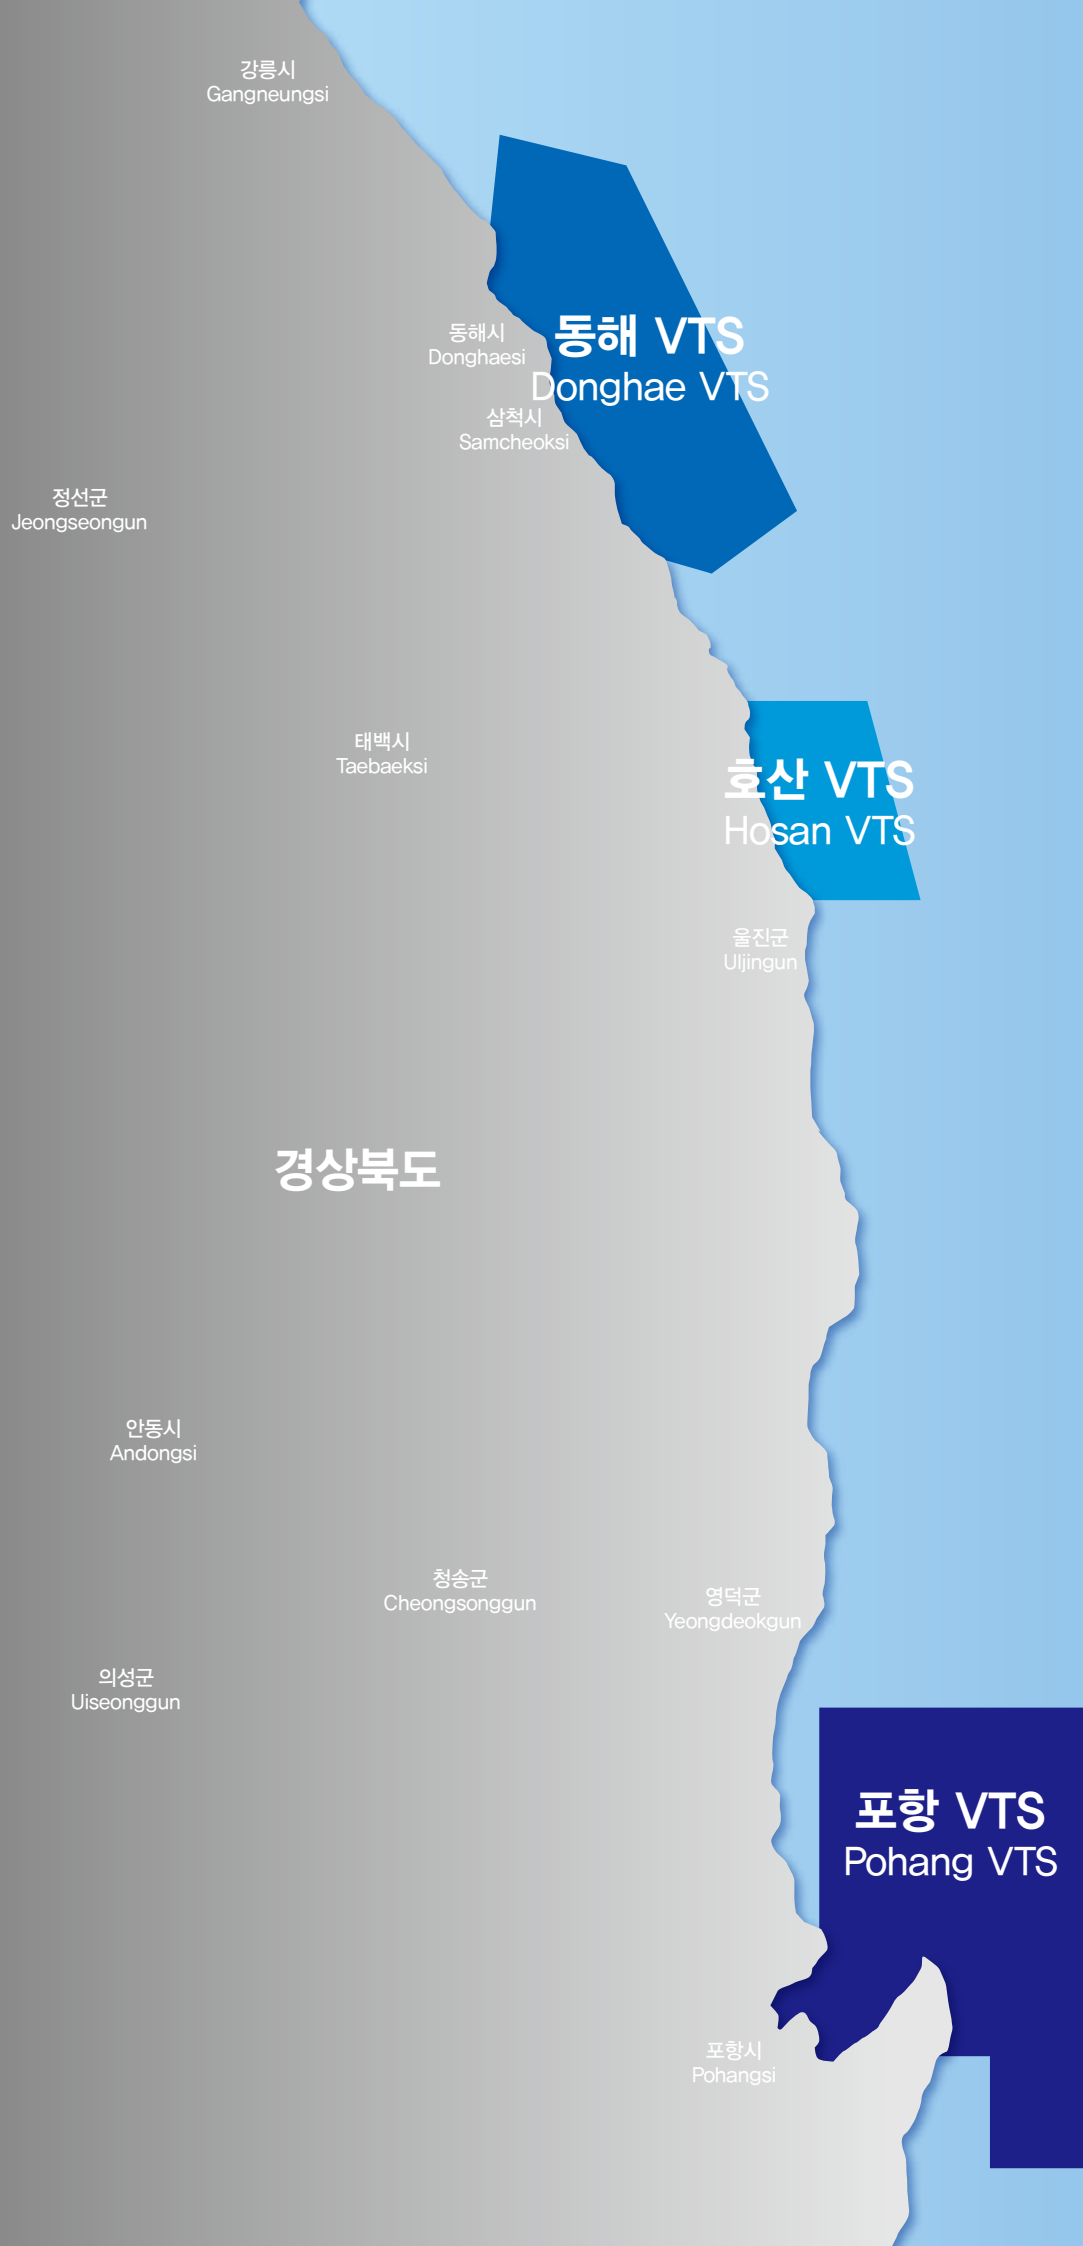 강릉시
Gangneungsi
동해 VTS
Donghae VTS
동해시
Donghaesi
삼척시
Samcheoksi
정선군
Jeongseongun
태백시
Taebaeksi
호산 VTS
Hosan VTS
울진군
Uljingun
경상북도
안동시
Andongsi
청송군
Cheongsonggun
영덕군
Yeongdeokgun
의성군
Uiseonggun
포항 VTS
Pohang VTS
포항시
Pohangsi